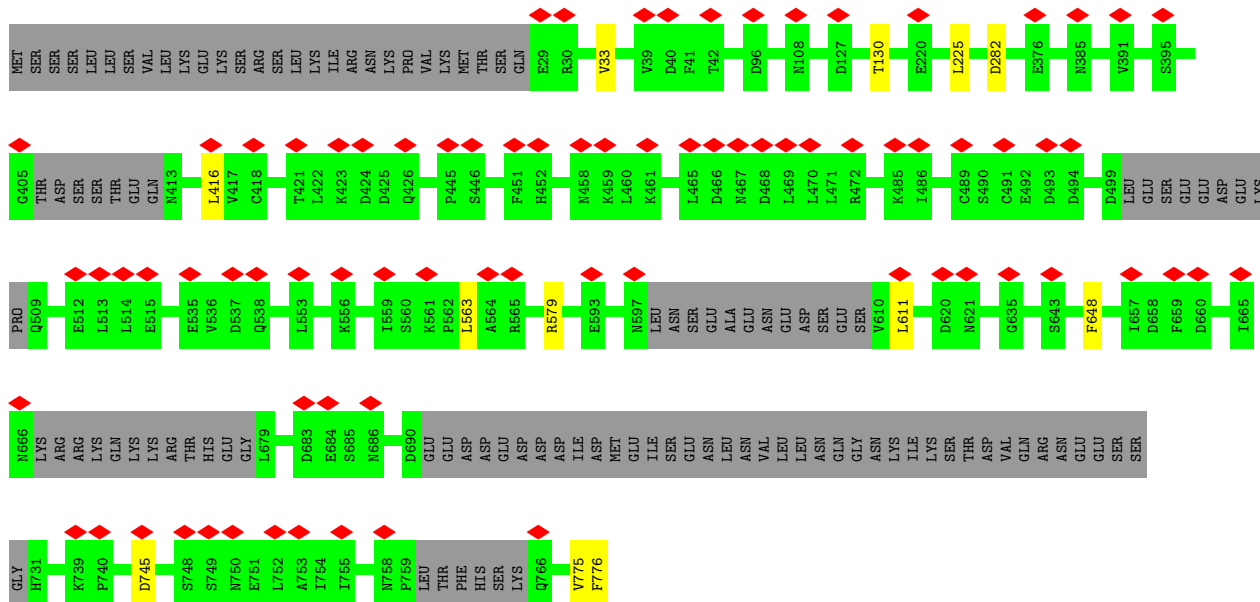 MET SER SER SER LEU LEU SER VAL LEU LYS GLU LYS SER ARG SER LEU LYS ILE ARG ASN LYS PRO VAL LYS MET THR SER GLN E29 R30 V33 V39 D40 F41 T42 D96 N108 D127 T130 E220 L225 D282 E376 N385 V391 S395
G405 THR ASP SER SER THR GLU GLN N413 L416 V417 C418 T421 L422 K423 D424 D425 Q426 P445 S446 F451 H452 N458 K459 L460 K461 L465 D466 N467 D468 L469 L470 L471 R472 K485 I486 C489 S490 C491 E492 D493 D494 D499 LEU GLU SER GLU GLU ASP GLU LYS
PRO Q509 E512 L513 L514 E515 E535 V536 D537 Q538 L553 K556 I559 S560 K561 P562 L563 A564 R565 R579 E593 N597 LEU ASN SER GLU ALA GLU ASN GLU ASP SER GLU SER V610 L611 D620 N621 G635 S643 F648 I657 D658 F659 D660 I665
N666 LYS ARG ARG LYS GLN LYS LYS ARG THR HIS GLU GLY L679 D683 E684 S685 N686 D690 GLU GLU ASP ASP GLU ASP ASP ASP ILE ASP MET GLU ILE SER GLU ASN LEU ASN VAL LEU LEU ASN GLN GLY ASN LYS ILE LYS SER THR ASP VAL GLN ARG ASN GLU GLU SER SER
GLY H731 K739 P740 D745 S748 S749 N750 E751 L752 A753 I754 I755 N758 P759 LEU THR PHE HIS SER LYS Q766 V775 F776